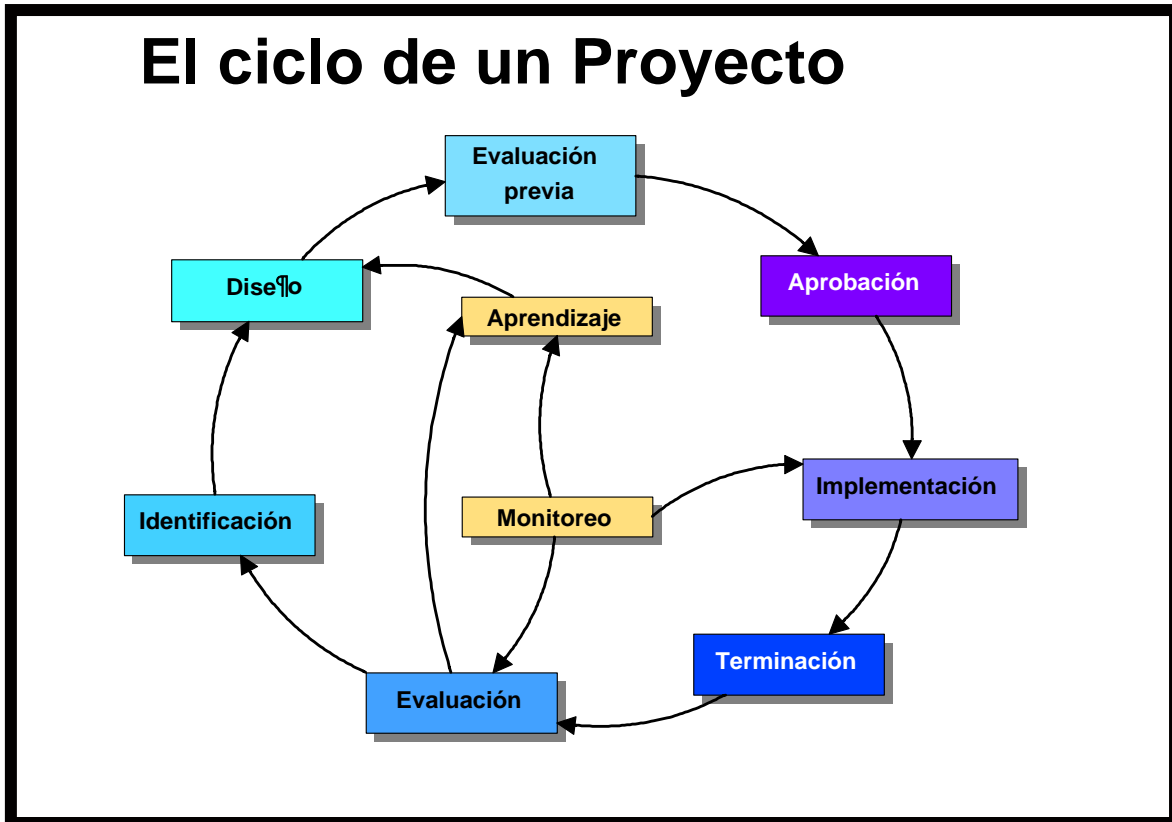 El ciclo de un Proyecto
Evaluación
previa
Dise¶o
Aprobación
Aprendizaje
Implementación
Identificación
Monitoreo
Terminación
Evaluación